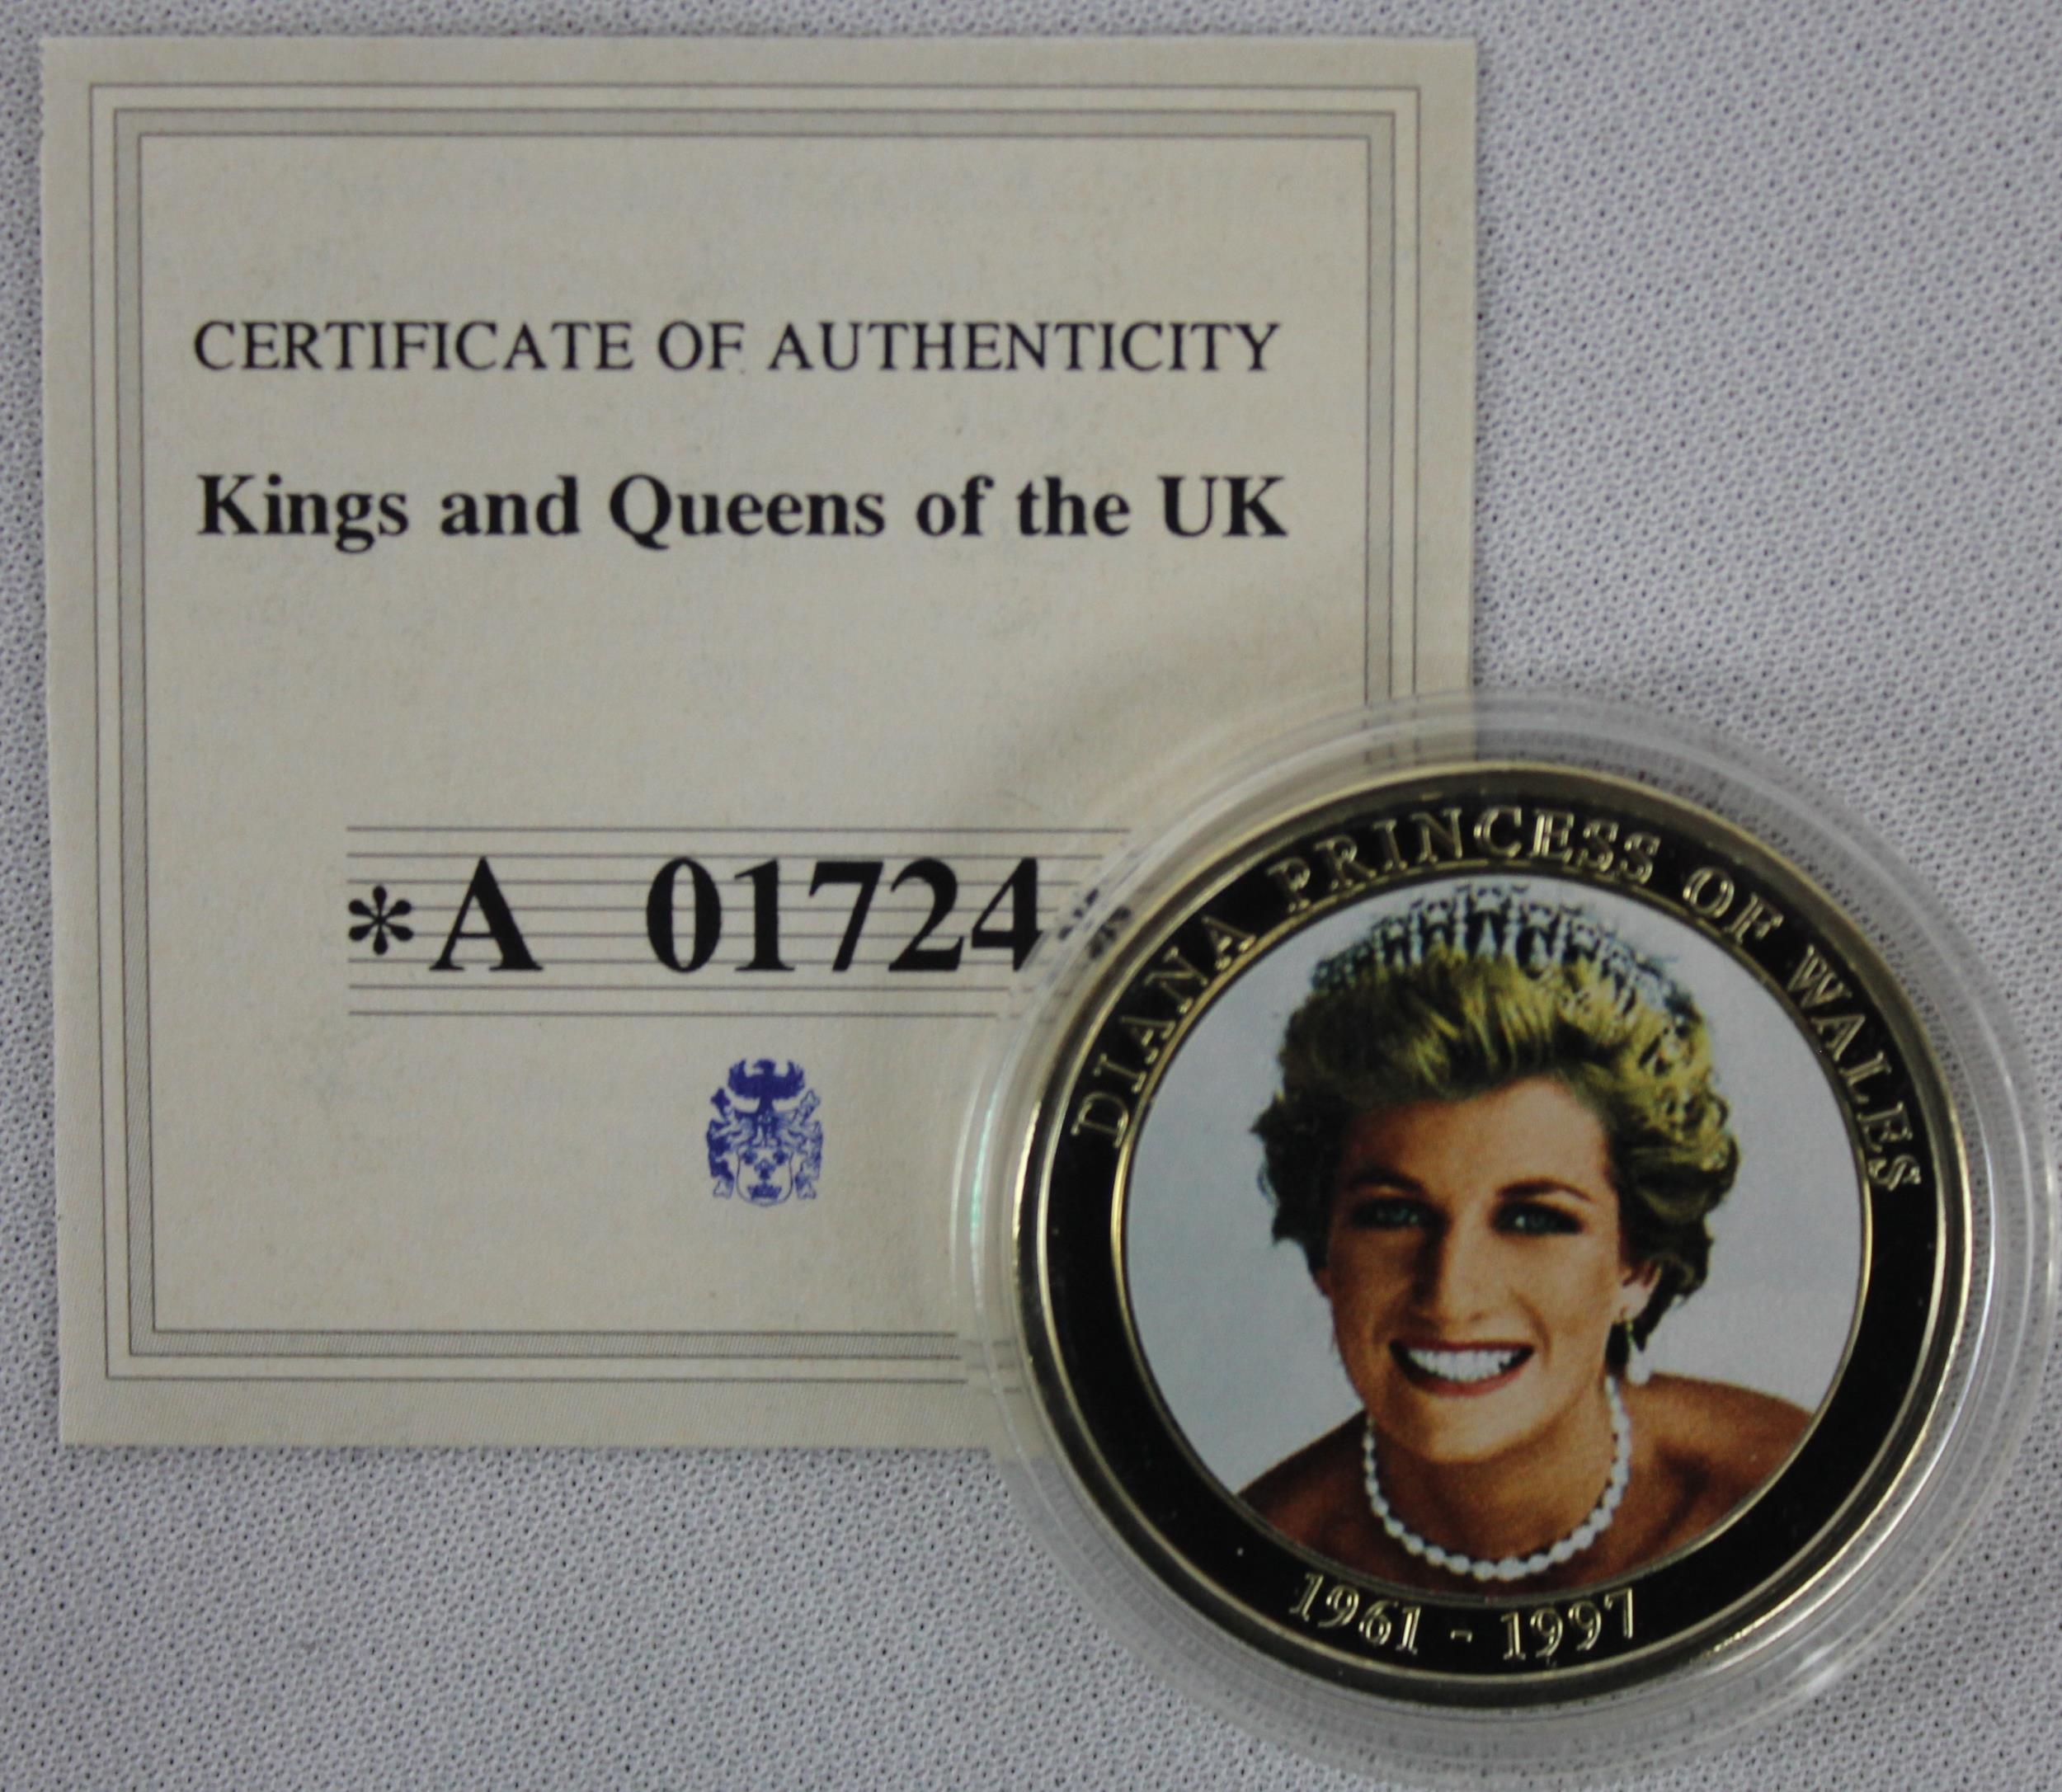 CERTIFICATE OF AUTHENTICITY
Kings and Queens of the UK
*A 01724*
DIANA PRINCESS OF WALES
1961 - 1997